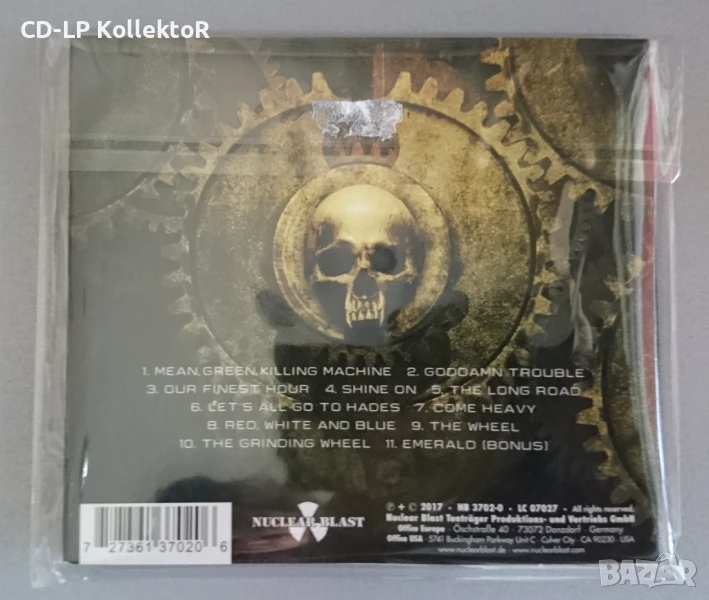 CD-LP KollektoR
1. MEAN, GREEN, KILLING MACHINE 2. GODDAMN TROUBLE
3. OUR FINEST HOUR 4. SHINE ON 5. THE LONG ROAD
6. LET'S ALL GO TO HADES 7. COME HEAVY
8. RED, WHITE AND BLUE 9. THE WHEEL
10. THE GRINDING WHEEL 11. EMERALD (BONUS)
NUCLEAR BLAST
℗ + © 2017 · NB 3702-0 · LC 07027 · All rights reserved.
Nuclear Blast Tonträger Produktions- und Vertriebs GmbH
Office Europe · Oeschstraße 40 · 73072 Donzdorf · Germany
Office USA · 5741 Buckingham Parkway Unit C · Culver City · CA 90230 · USA
www.nuclearblast.de · www.nuclearblast.com
7 27361 37020 6
BAZAR